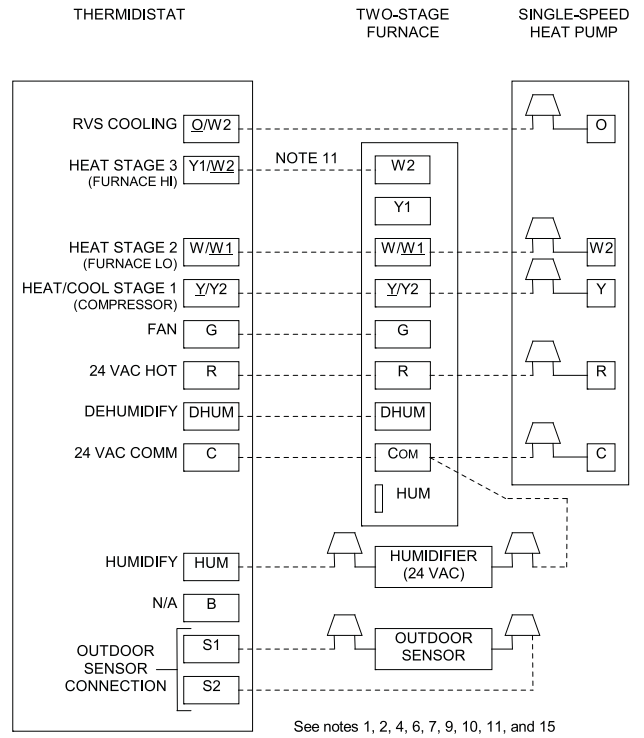 THERMIDISTAT
TWO-STAGE
FURNACE
SINGLE-SPEED
HEAT PUMP
RVS COOLING O/W2 O
HEAT STAGE 3 Y1/W2 NOTE 11 W2
(FURNACE HI)
Y1
HEAT STAGE 2 W/W1 W/W1 W2
(FURNACE LO)
HEAT/COOL STAGE 1 Y/Y2 Y/Y2 Y
(COMPRESSOR)
FAN G G
24 VAC HOT R R R
DEHUMIDIFY DHUM DHUM
24 VAC COMM C COM C
HUM
HUMIDIFY HUM HUMIDIFIER
(24 VAC)
N/A B
OUTDOOR
SENSOR
CONNECTION
S1
S2
OUTDOOR
SENSOR
See notes 1, 2, 4, 6, 7, 9, 10, 11, and 15